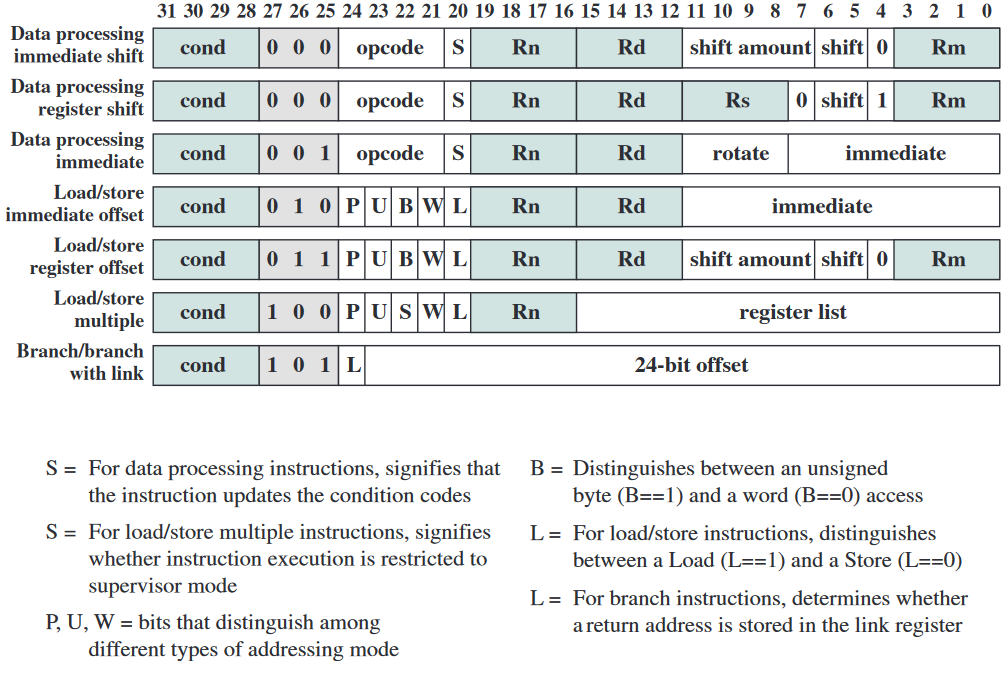 31 30 29 28 27 26 25 24 23 22 21 20 19 18 17 16 15 14 13 12 11 10 9 8 7 6 5 4 3 2 1 0
Data processing
immediate shift cond 0 0 0 opcode S Rn Rd shift amount shift 0 Rm
Data processing
register shift cond 0 0 0 opcode S Rn Rd Rs 0 shift 1 Rm
Data processing
immediate cond 0 0 1 opcode S Rn Rd rotate immediate
Load/store
immediate offset cond 0 1 0 P U B W L Rn Rd immediate
Load/store
register offset cond 0 1 1 P U B W L Rn Rd shift amount shift 0 Rm
Load/store
multiple cond 1 0 0 P U S W L Rn register list
Branch/branch
with link cond 1 0 1 L 24-bit offset
S = For data processing instructions, signifies that
the instruction updates the condition codes
S = For load/store multiple instructions, signifies
whether instruction execution is restricted to
supervisor mode
P, U, W = bits that distinguish among
different types of addressing mode
B = Distinguishes between an unsigned
byte (B==1) and a word (B==0) access
L = For load/store instructions, distinguishes
between a Load (L==1) and a Store (L==0)
L = For branch instructions, determines whether
a return address is stored in the link register